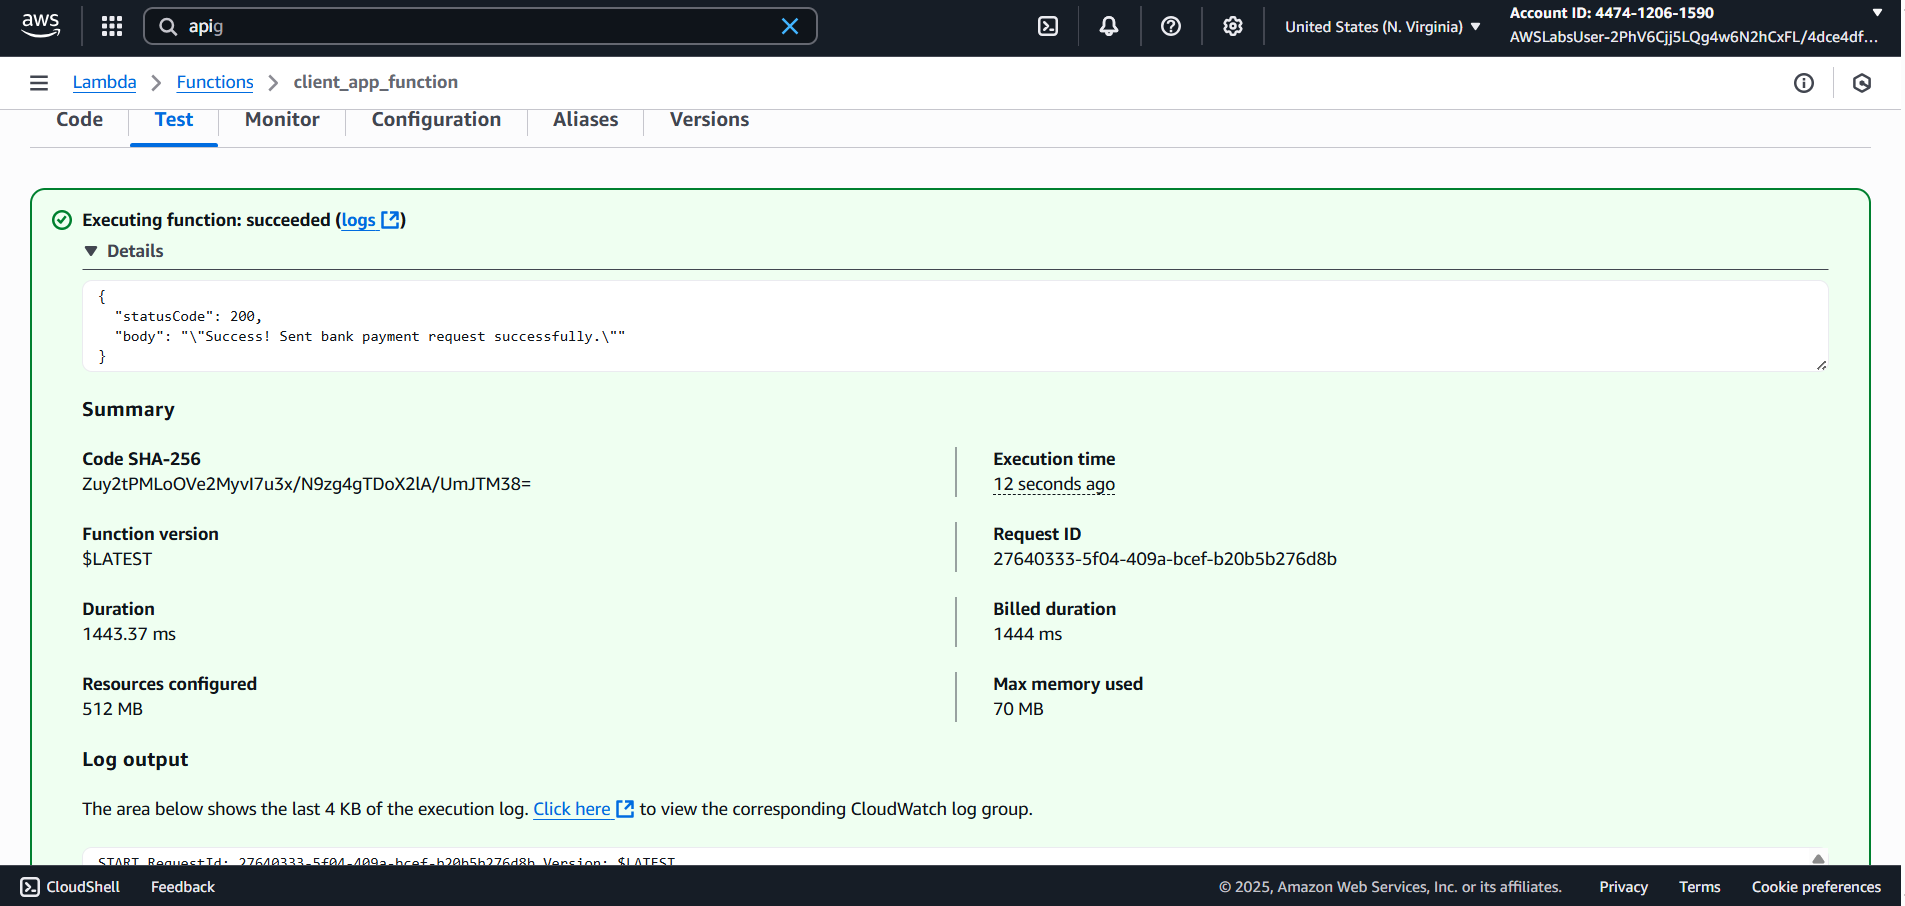 aws
apig
United States (N. Virginia)
Account ID: 4474-1206-1590
AWSLabsUser-2PhV6Cjj5LQg4w6N2hCxFL/4dce4df...
Lambda
Functions
client_app_function
Code
Test
Monitor
Configuration
Aliases
Versions
Executing function: succeeded (logs)
Details
{
"statusCode": 200,
"body": "\"Success! Sent bank payment request successfully.\""
}
Summary
Code SHA-256
Zuy2tPMLoOVe2MyvI7u3x/N9zg4gTDoX2lA/UmJTM38=
Execution time
12 seconds ago
Function version
$LATEST
Request ID
27640333-5f04-409a-bcef-b20b5b276d8b
Duration
1443.37 ms
Billed duration
1444 ms
Resources configured
512 MB
Max memory used
70 MB
Log output
The area below shows the last 4 KB of the execution log. Click here to view the corresponding CloudWatch log group.
START RequestId: 27640333-5f04-409a-bcef-b20b5b276d8b Version: $LATEST
CloudShell
Feedback
© 2025, Amazon Web Services, Inc. or its affiliates.
Privacy
Terms
Cookie preferences